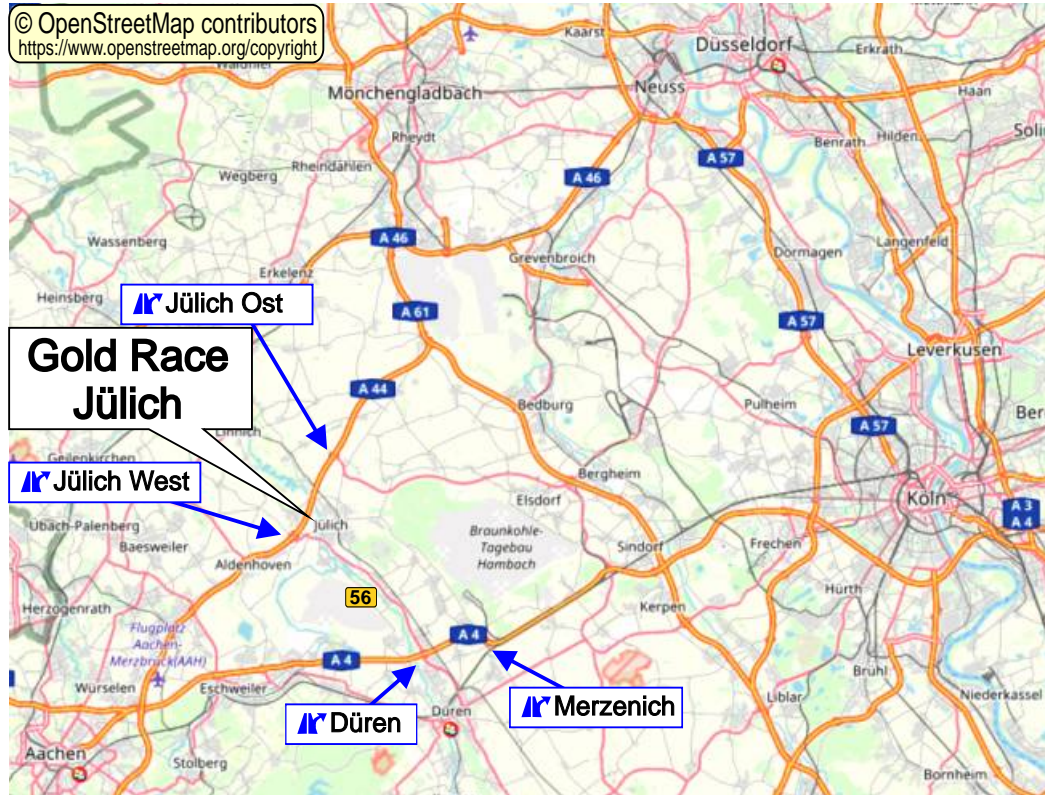 © OpenStreetMap contributors
https://www.openstreetmap.org/copyright
Kaarst
Düsseldorf
Erkrath
Mönchengladbach
Neuss
Haan
Rheydt
A 57
Benrath
Hilden
Rheindahlen
Wegberg
A 46
Wassenberg
A 46
Grevenbroich
Dormagen
Langenfeld
Erkelenz
Heinsberg
Jülich Ost
A 61
A 57
Gold Race
Jülich
Leverkusen
A 44
Bedburg
Pulheim
A 57
Linnich
Geilenkirchen
Jülich West
Bergheim
Elsdorf
Köln
A 3
A 4
Jülich
Übach-Palenberg
Baesweiler
Braunkohle-
Tagebau
Hambach
Sindorf
Frechen
Aldenhoven
56
Hürth
Herzogenrath
Kerpen
Flugplatz
Aachen-
Merzbrück(AAH)
A 4
A 4
Brühl
Würselen
Eschweiler
Liblar
Niederkassel
Düren
Merzenich
Düren
Aachen
Stolberg
Bornheim